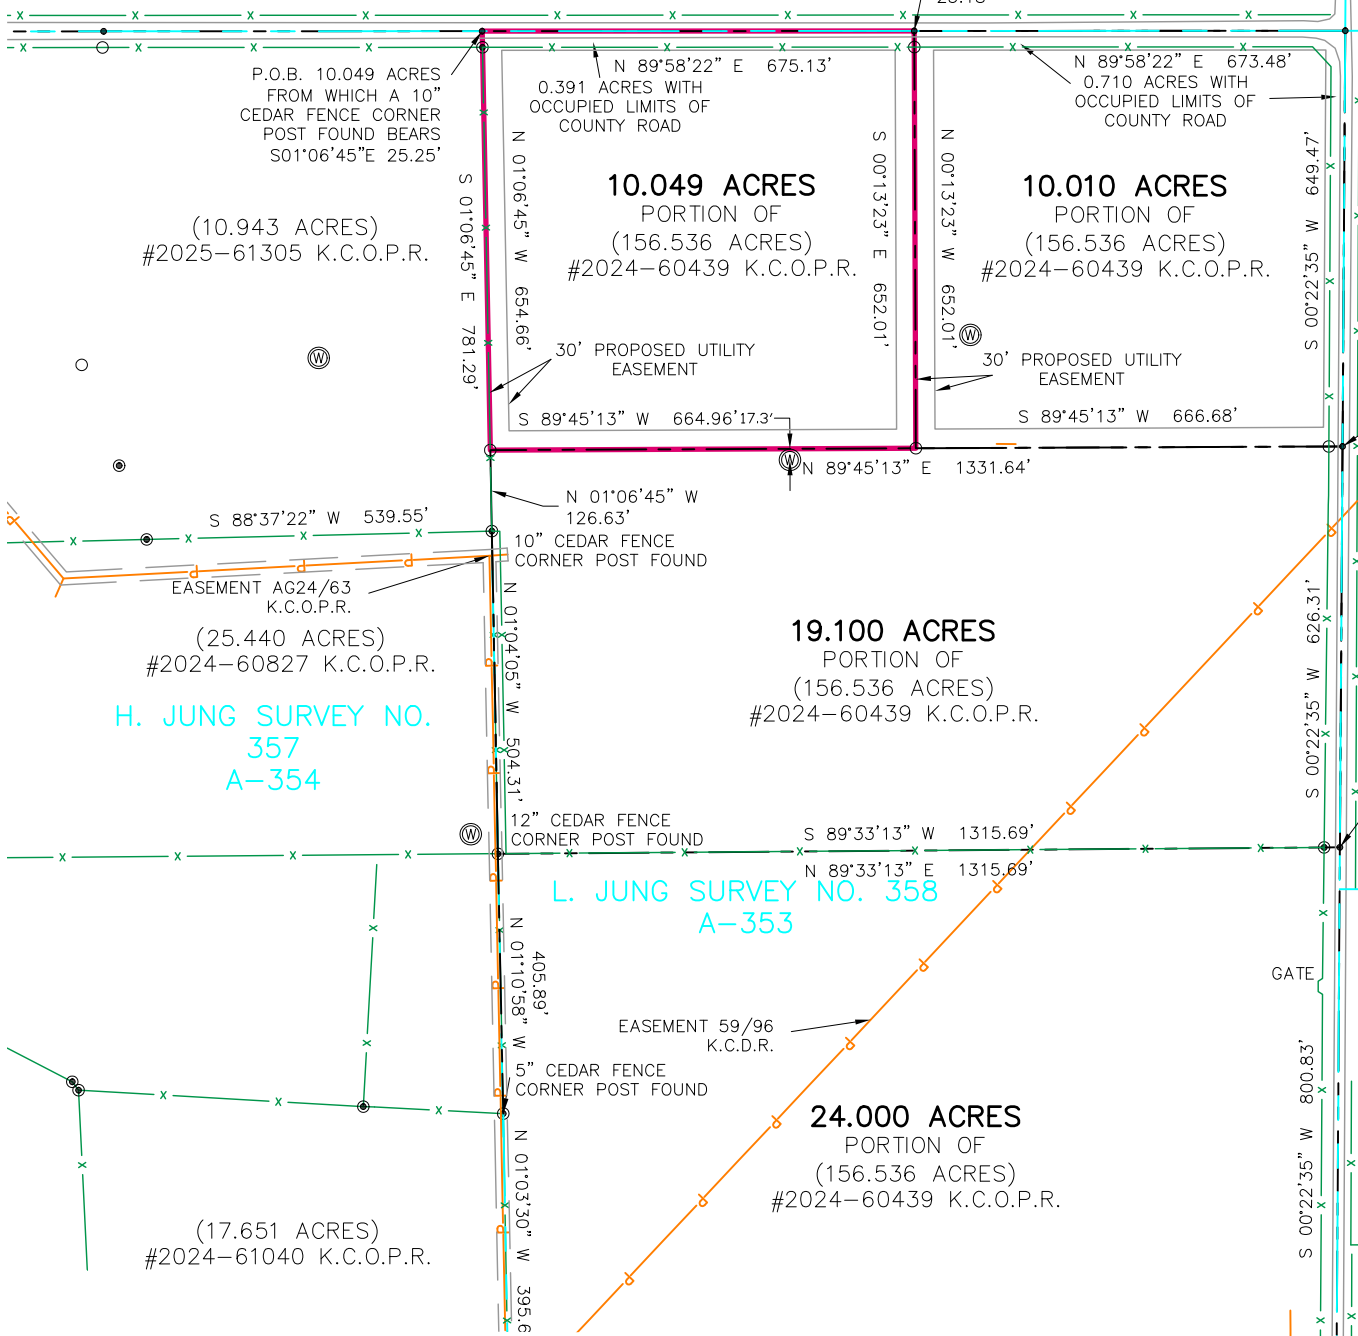 N 89°58'22" E 675.13'
N 89°58'22" E 673.48'
P.O.B. 10.049 ACRES
FROM WHICH A 10"
CEDAR FENCE CORNER
POST FOUND BEARS
S01°06'45"E 25.25'
0.391 ACRES WITH
OCCUPIED LIMITS OF
COUNTY ROAD
0.710 ACRES WITH
OCCUPIED LIMITS OF
COUNTY ROAD
S 01°06'45" E 781.29'
N 01°06'45" W 654.66'
S 00°13'23" E 652.01'
N 00°13'23" W 652.01'
S 00°22'35" W 649.47'
(10.943 ACRES)
#2025-61305 K.C.O.P.R.
10.049 ACRES
PORTION OF
(156.536 ACRES)
#2024-60439 K.C.O.P.R.
10.010 ACRES
PORTION OF
(156.536 ACRES)
#2024-60439 K.C.O.P.R.
W
W
30' PROPOSED UTILITY
EASEMENT
30' PROPOSED UTILITY
EASEMENT
S 89°45'13" W 664.96'
17.3'
S 89°45'13" W 666.68'
W
N 89°45'13" E 1331.64'
N 01°06'45" W
126.63'
S 88°37'22" W 539.55'
10" CEDAR FENCE
CORNER POST FOUND
EASEMENT AG24/63
K.C.O.P.R.
(25.440 ACRES)
#2024-60827 K.C.O.P.R.
N 01°04'05" W 504.31'
19.100 ACRES
PORTION OF
(156.536 ACRES)
#2024-60439 K.C.O.P.R.
S 00°22'35" W 626.31'
H. JUNG SURVEY NO.
357
A-354
W
12" CEDAR FENCE
CORNER POST FOUND
S 89°33'13" W 1315.69'
N 89°33'13" E 1315.69'
L. JUNG SURVEY NO. 358
A-353
N 01°10'58" W
405.89'
GATE
EASEMENT 59/96
K.C.D.R.
5" CEDAR FENCE
CORNER POST FOUND
24.000 ACRES
PORTION OF
(156.536 ACRES)
#2024-60439 K.C.O.P.R.
S 00°22'35" W 800.83'
N 01°03'30" W 395.6
(17.651 ACRES)
#2024-61040 K.C.O.P.R.